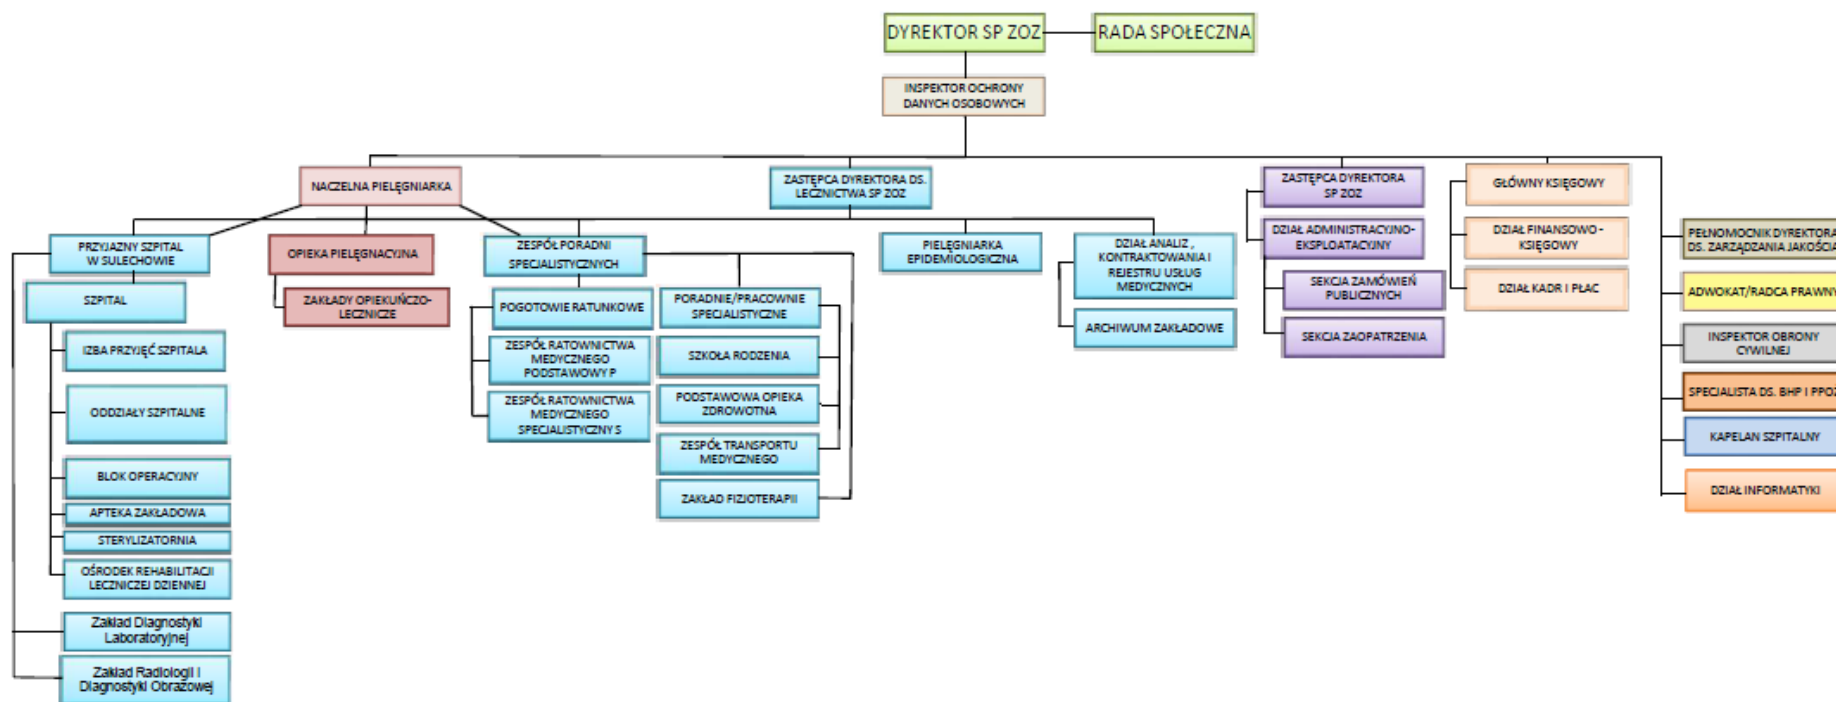 DYREKTOR SP ZOZ
RADA SPOŁECZNA
INSPEKTOR OCHRONY
DANYCH OSOBOWYCH
NACZELNA PIELĘGNIARKA
ZASTĘPCA DYREKTORA DS.
LECZNICTWA SP ZOZ
ZASTĘPCA DYREKTORA
SP ZOZ
GŁÓWNY KSIĘGOWY
PRZYJAZNY SZPITAL
W SULECHOWIE
OPIEKA PIELĘGNACYJNA
ZESPÓŁ PORADNI
SPECJALISTYCZNYCH
PIELĘGNIARKA
EPIDEMIOLOGICZNA
DZIAŁ ANALIZ ,
KONTRAKTOWANIA I
REJESTRU USŁUG
MEDYCZNYCH
DZIAŁ ADMINISTRACYJNO-
EKSPLOATACYJNY
DZIAŁ FINANSOWO -
KSIĘGOWY
PEŁNOMOCNIK DYREKTORA
DS. ZARZĄDZANIA JAKOŚCIĄ
SZPITAL
ZAKŁADY OPIEKUŃCZO-
LECZNICZE
POGOTOWIE RATUNKOWE
PORADNIE/PRACOWNIE
SPECJALISTYCZNE
ARCHIWUM ZAKŁADOWE
SEKCJA ZAMÓWIEŃ
PUBLICZNYCH
DZIAŁ KADR I PŁAC
ADWOKAT/RADCA PRAWNY
IZBA PRZYJĘĆ SZPITALA
ZESPÓŁ RATOWNICTWA
MEDYCZNEGO
PODSTAWOWY P
SZKOŁA RODZENIA
SEKCJA ZAOPATRZENIA
INSPEKTOR OBRONY
CYWILNEJ
ODDZIAŁY SZPITALNE
ZESPÓŁ RATOWNICTWA
MEDYCZNEGO
SPECJALISTYCZNY S
PODSTAWOWA OPIEKA
ZDROWOTNA
SPECJALISTA DS. BHP I PPOŻ
ZESPÓŁ TRANSPORTU
MEDYCZNEGO
KAPELAN SZPITALNY
BLOK OPERACYJNY
ZAKŁAD FIZJOTERAPII
DZIAŁ INFORMATYKI
APTEKA ZAKŁADOWA
STERYLIZATORNIA
OŚRODEK REHABILITACJI
LECZNICZEJ DZIENNEJ
Zakład Diagnostyki
Laboratoryjnej
Zakład Radiologii i
Diagnostyki Obrazowej